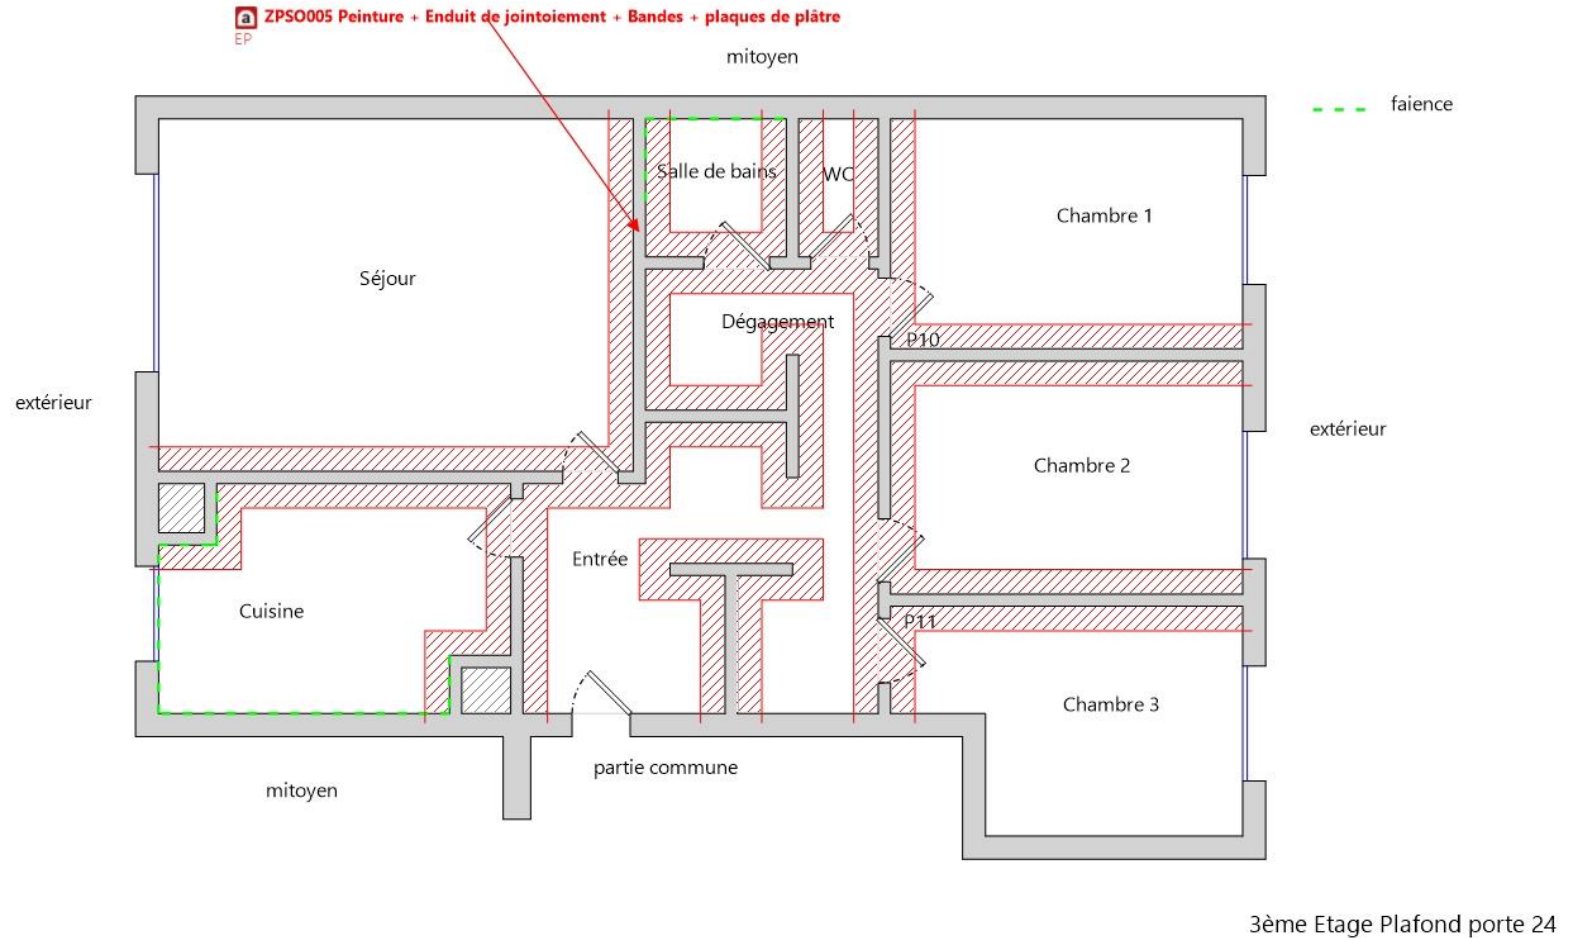 a ZPSO005 Peinture + Enduit de jointoiement + Bandes + plaques de plâtre
EP
mitoyen
faience
Salle de bains
WC
Chambre 1
Séjour
Dégagement
P10
extérieur
extérieur
Chambre 2
Entrée
Cuisine
P11
Chambre 3
partie commune
mitoyen
3ème Etage Plafond porte 24